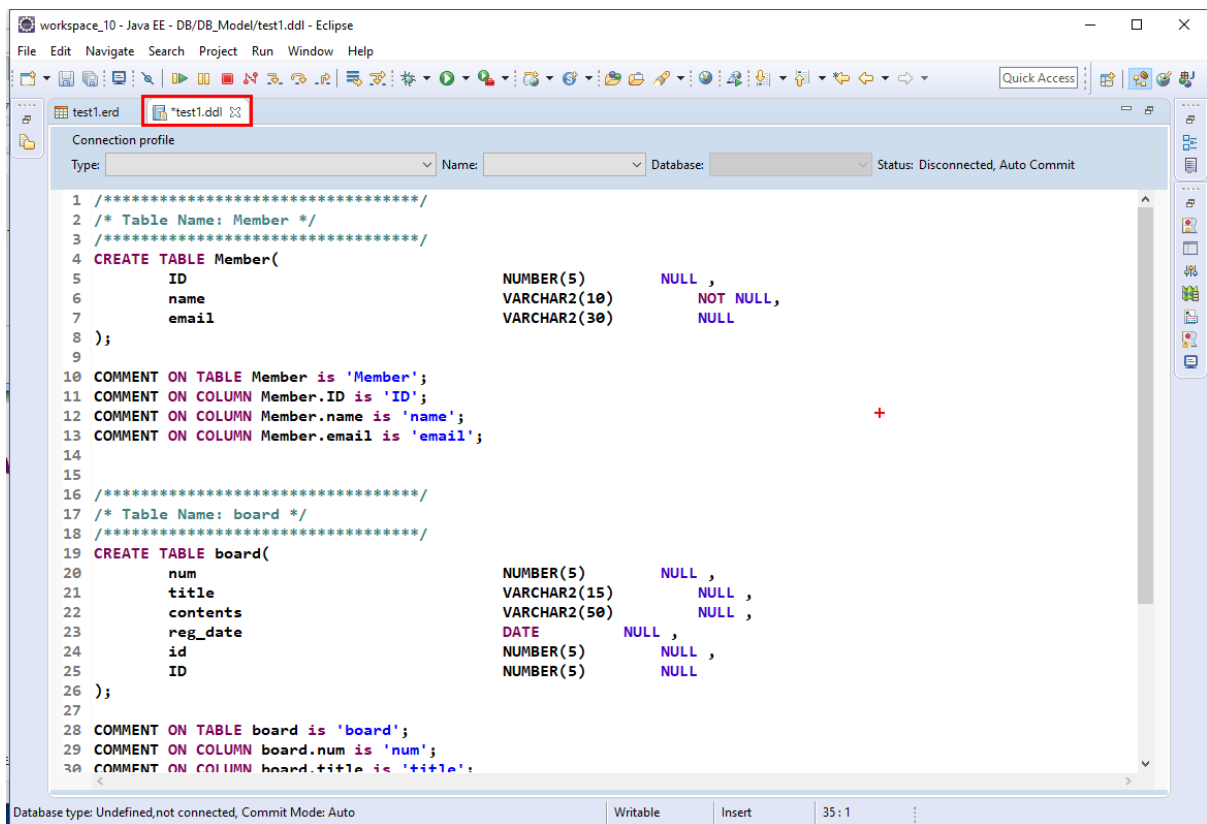 workspace_10 - Java EE - DB/DB_Model/test1.ddl - Eclipse
File Edit Navigate Search Project Run Window Help
Quick Access
test1.erd *test1.ddl
Connection profile
Type: Name: Database: Status: Disconnected, Auto Commit
1 /**********************************/
2 /* Table Name: Member */
3 /**********************************/
4 CREATE TABLE Member(
5 ID NUMBER(5) NULL ,
6 name VARCHAR2(10) NOT NULL,
7 email VARCHAR2(30) NULL
8 );
9
10 COMMENT ON TABLE Member is 'Member';
11 COMMENT ON COLUMN Member.ID is 'ID';
12 COMMENT ON COLUMN Member.name is 'name';
13 COMMENT ON COLUMN Member.email is 'email';
14
15
16 /**********************************/
17 /* Table Name: board */
18 /**********************************/
19 CREATE TABLE board(
20 num NUMBER(5) NULL ,
21 title VARCHAR2(15) NULL ,
22 contents VARCHAR2(50) NULL ,
23 reg_date DATE NULL ,
24 id NUMBER(5) NULL ,
25 ID NUMBER(5) NULL
26 );
27
28 COMMENT ON TABLE board is 'board';
29 COMMENT ON COLUMN board.num is 'num';
30 COMMENT ON COLUMN board.title is 'title';
Database type: Undefined,not connected, Commit Mode: Auto Writable Insert 35 : 1